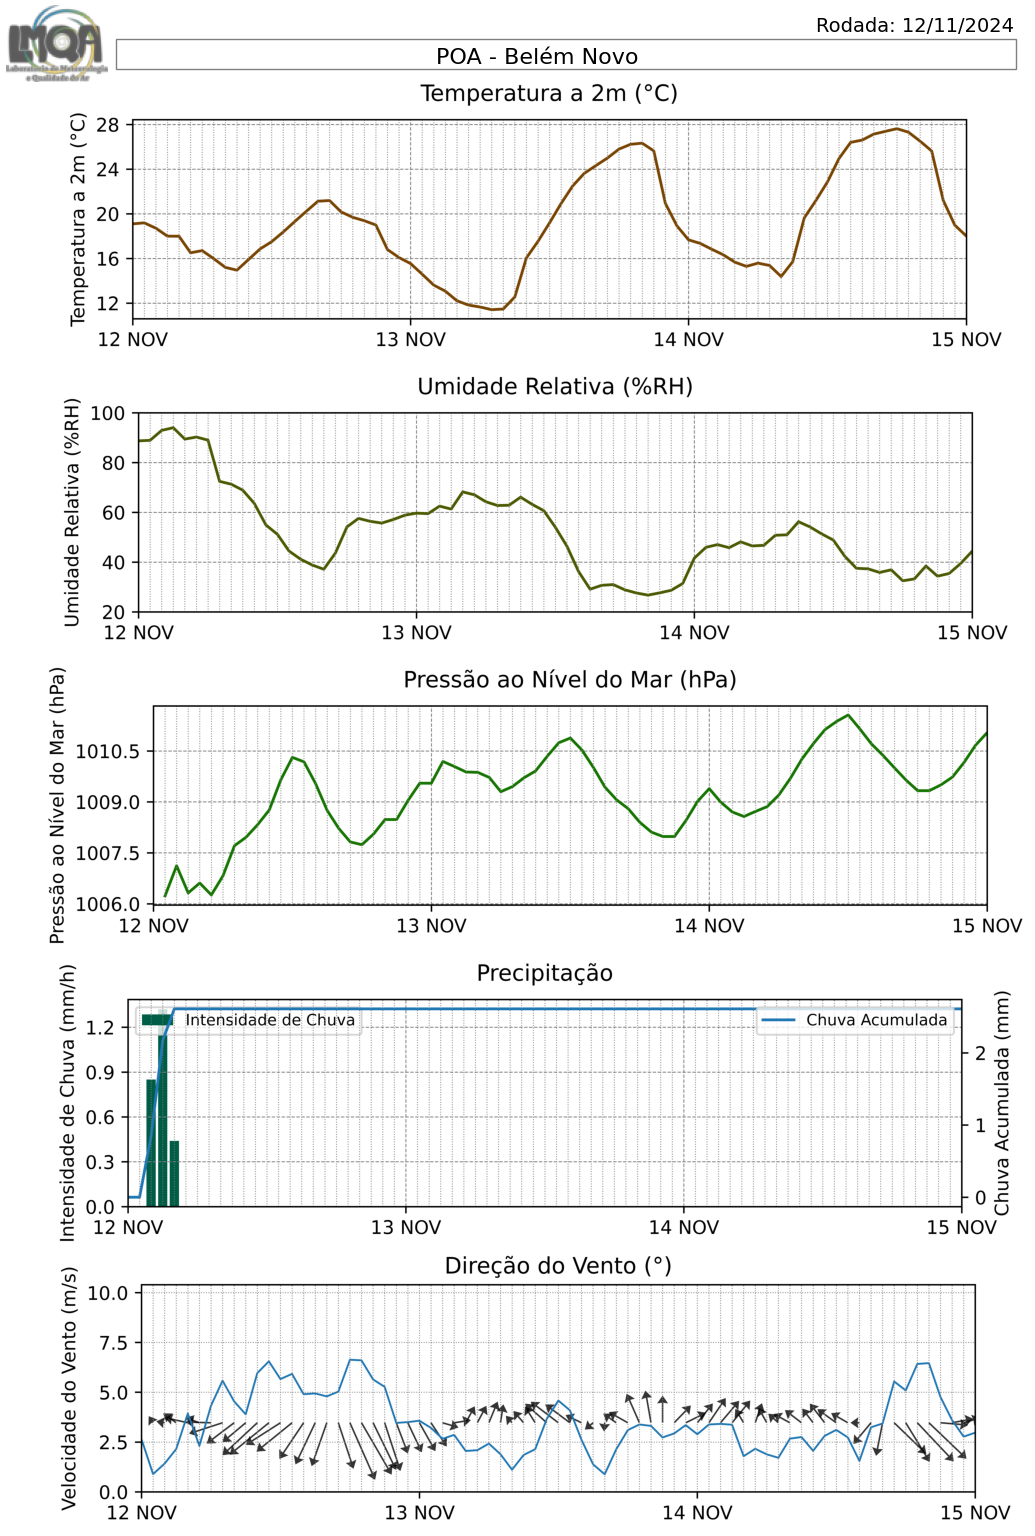 LMQA
Laboratório de Meteorologia
e Qualidade do Ar
Rodada: 12/11/2024
POA - Belém Novo
Temperatura a 2m (°C)
Temperatura a 2m (°C)
28
24
20
16
12
12 NOV 13 NOV 14 NOV 15 NOV
Umidade Relativa (%RH)
Umidade Relativa (%RH)
100
80
60
40
20
12 NOV 13 NOV 14 NOV 15 NOV
Pressão ao Nível do Mar (hPa)
Pressão ao Nível do Mar (hPa)
1010.5
1009.0
1007.5
1006.0
12 NOV 13 NOV 14 NOV 15 NOV
Precipitação
Intensidade de Chuva (mm/h)
Intensidade de Chuva
Chuva Acumulada
1.2
0.9
0.6
0.3
0.0
2
1
0
Chuva Acumulada (mm)
12 NOV 13 NOV 14 NOV 15 NOV
Direção do Vento (°)
Velocidade do Vento (m/s)
10.0
7.5
5.0
2.5
0.0
12 NOV 13 NOV 14 NOV 15 NOV